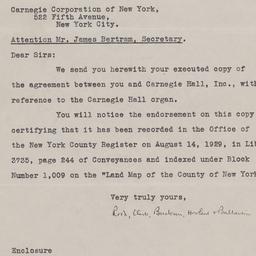 Carnegie Corporation of New York,
522 Fifth Avenue,
New York City.
Attention Mr. James Bertram, Secretary.
Dear Sirs:
We send you herewith your executed copy of
the agreement between you and Carnegie Hall, Inc., with
reference to the Carnegie Hall organ.
You will notice the endorsement on this copy
certifying that it has been recorded in the Office of
the New York County Register on August 14, 1929, in Lib
3735, page 244 of Conveyances and indexed under Block
Number 1,009 on the "Land Map of the County of New York
Very truly yours,
Enclosure